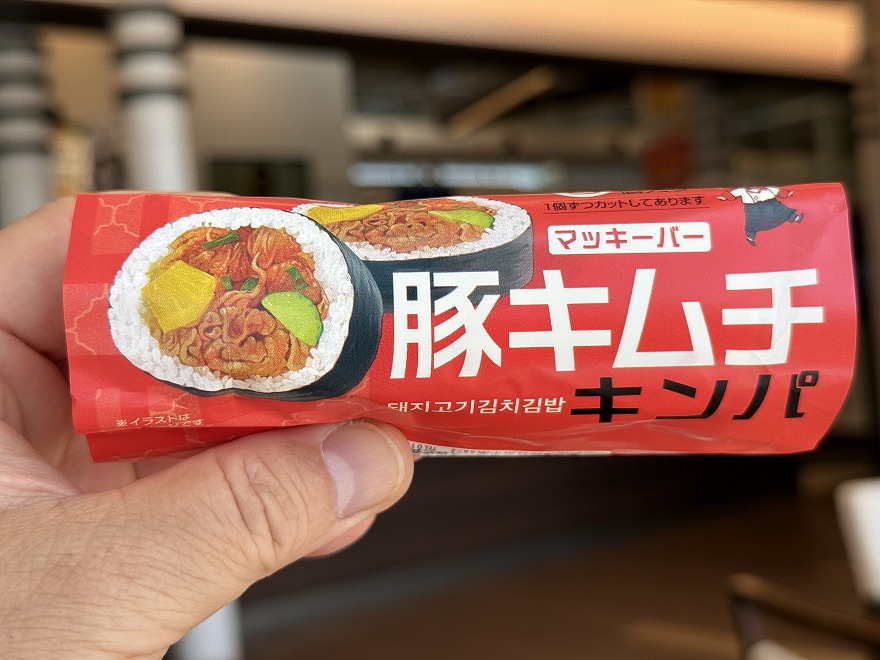 1個ずつカットしてあります
マッキーバー
豚キムチ
돼지고기김치김밥 キンパ
※イラストは
です